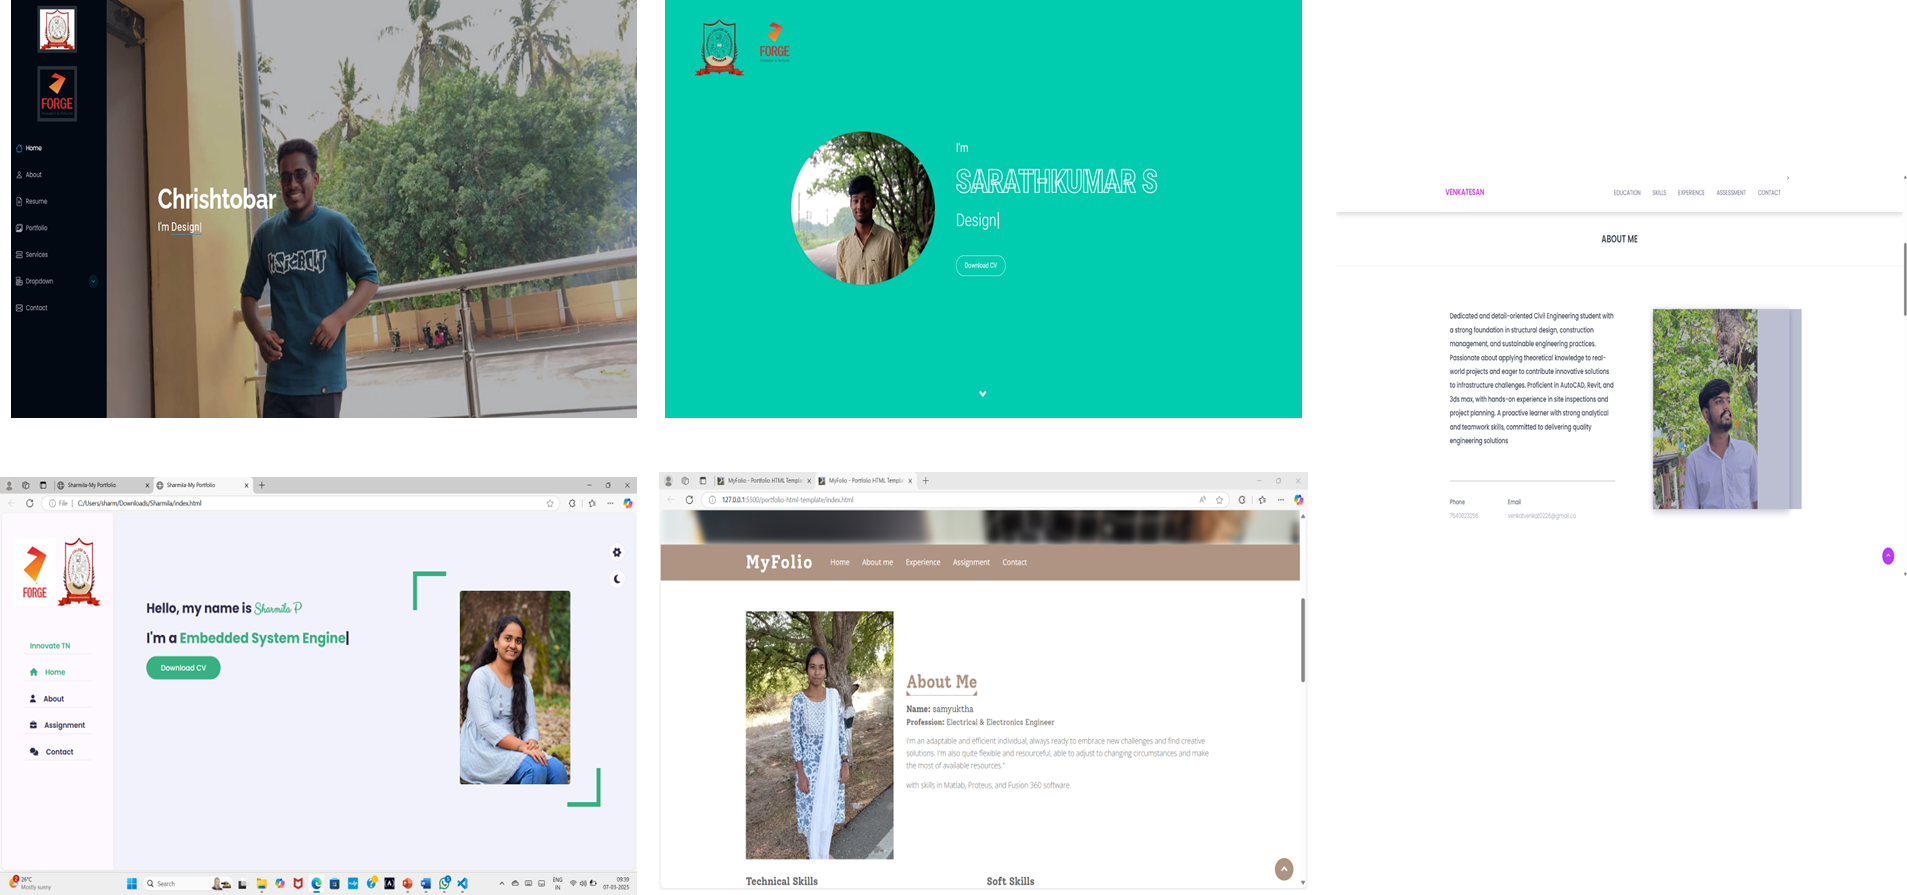 FORGE
Home
About
Resume
Portfolio
Services
Dropdown
Contact
Chrishtobar
I'm Design|
FORGE
I'm
SARATHKUMAR S
Design|
Download CV
VENKATESAN
EDUCATION SKILLS EXPERIENCE ASSESSMENT CONTACT
ABOUT ME
Dedicated and detail-oriented Civil Engineering student with
a strong foundation in structural design, construction
management, and sustainable engineering practices.
Passionate about applying theoretical knowledge to real-
world projects and eager to contribute innovative solutions
to infrastructure challenges. Proficient in AutoCAD, Revit, and
3ds max, with hands-on experience in site inspections and
project planning. A proactive learner with strong analytical
and teamwork skills, committed to delivering quality
engineering solutions
Phone Email
7540023256 venkatvenkat0226@gmail.co
Sharmila-My Portfolio Sharmila-My Portfolio
File C:/Users/sharm/Downloads/Sharmila/index.html
FORGE
Innovate TN
Home
About
Assignment
Contact
Hello, my name is Sharmila P
I'm a Embedded System Engine|
Download CV
26°C
Mostly sunny
Search
ENG
IN
09:39
07-03-2025
MyFolio - Portfolio HTML Templa MyFolio - Portfolio HTML Templa
127.0.0.1:5500/portfolio-html-template/index.html
MyFolio Home About me Experience Assignment Contact
About Me
Name: samyuktha
Profession: Electrical & Electronics Engineer
I'm an adaptable and efficient individual, always ready to embrace new challenges and find creative
solutions. I'm also quite flexible and resourceful, able to adjust to changing circumstances and make
the most of available resources."
with skills in Matlab, Proteus, and Fusion 360 software.
Technical Skills Soft Skills